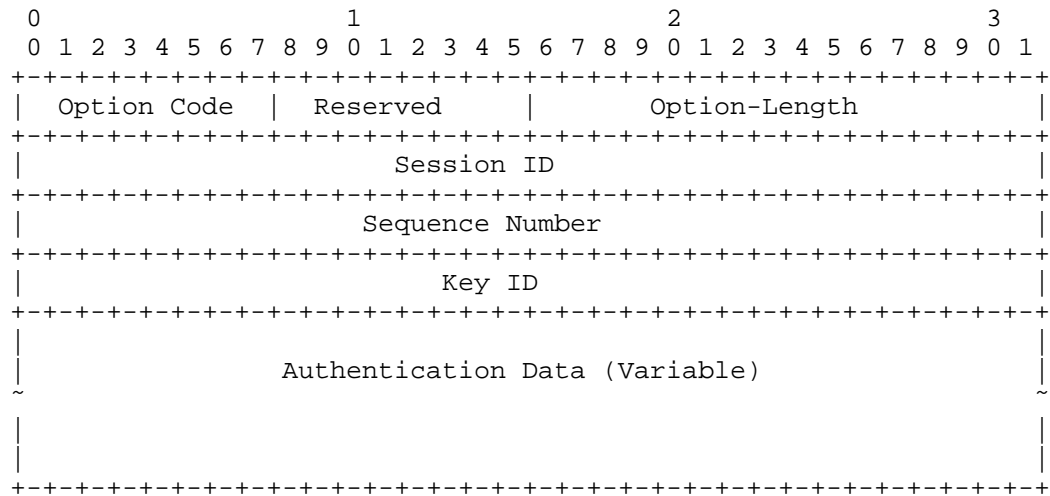 0                   1                   2                   3
 0 1 2 3 4 5 6 7 8 9 0 1 2 3 4 5 6 7 8 9 0 1 2 3 4 5 6 7 8 9 0 1
+-+-+-+-+-+-+-+-+-+-+-+-+-+-+-+-+-+-+-+-+-+-+-+-+-+-+-+-+-+-+-+-+
|  Option Code  |  Reserved     |       Option-Length           |
+-+-+-+-+-+-+-+-+-+-+-+-+-+-+-+-+-+-+-+-+-+-+-+-+-+-+-+-+-+-+-+-+
|                       Session ID                              |
+-+-+-+-+-+-+-+-+-+-+-+-+-+-+-+-+-+-+-+-+-+-+-+-+-+-+-+-+-+-+-+-+
|                     Sequence Number                           |
+-+-+-+-+-+-+-+-+-+-+-+-+-+-+-+-+-+-+-+-+-+-+-+-+-+-+-+-+-+-+-+-+
|                          Key ID                               |
+-+-+-+-+-+-+-+-+-+-+-+-+-+-+-+-+-+-+-+-+-+-+-+-+-+-+-+-+-+-+-+-+
|                                                               |
|                Authentication Data (Variable)                 |
~                                                               ~
|                                                               |
|                                                               |
+-+-+-+-+-+-+-+-+-+-+-+-+-+-+-+-+-+-+-+-+-+-+-+-+-+-+-+-+-+-+-+-+